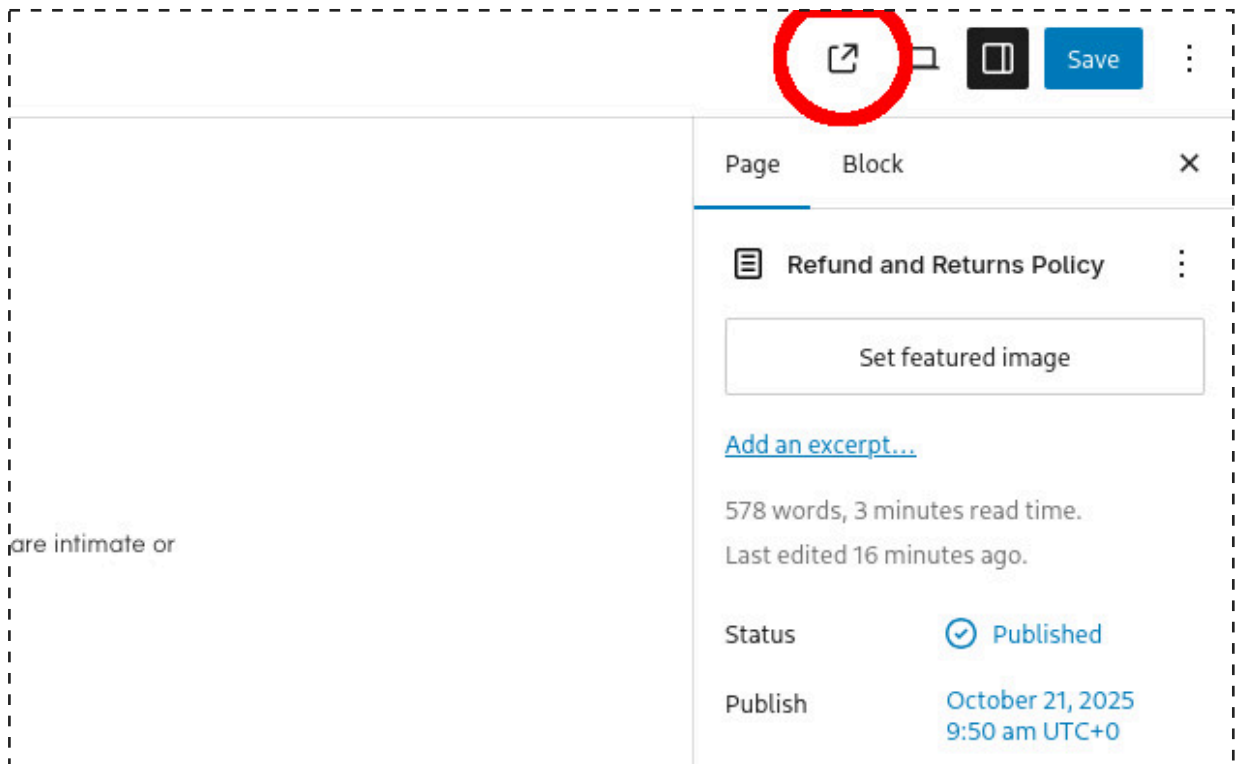 Save
Page Block
Refund and Returns Policy
Set featured image
Add an excerpt...
578 words, 3 minutes read time.
are intimate or
Last edited 16 minutes ago.
Status Published
Publish October 21, 2025
9:50 am UTC+0